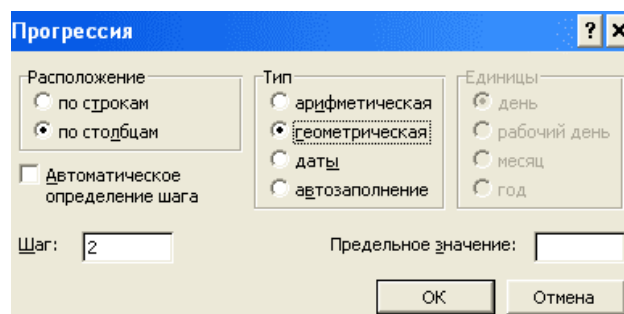 Прогрессия ? ×
Расположение
по строкам
по столбцам
Автоматическое
определение шага
Тип
арифметическая
геометрическая
даты
автозаполнение
Единицы
день
рабочий день
месяц
год
Шаг: 2
Предельное значение:
ОК
Отмена